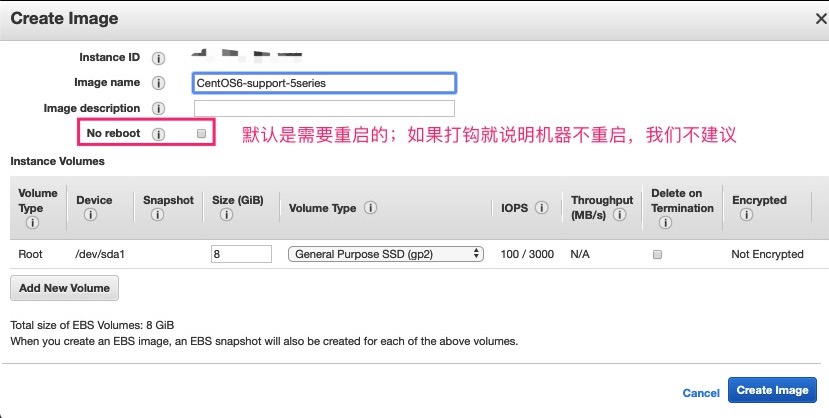 Create Image
Instance ID
Image name CentOS6-support-5series
Image description
No reboot 默认是需要重启的；如果打钩就说明机器不重启，我们不建议
Instance Volumes
Volume Type Device Snapshot Size (GiB) Volume Type IOPS Throughput (MB/s) Delete on Termination Encrypted
Root /dev/sda1 8 General Purpose SSD (gp2) 100 / 3000 N/A Not Encrypted
Add New Volume
Total size of EBS Volumes: 8 GiB
When you create an EBS image, an EBS snapshot will also be created for each of the above volumes.
Cancel Create Image